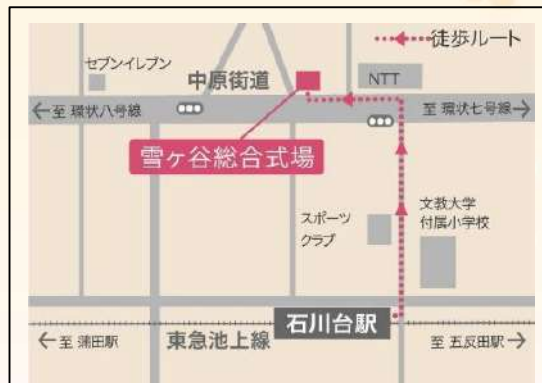 徒歩ルート
セブンイレブン
中原街道
NTT
←至 環状八号線
至 環状七号線→
雪ヶ谷総合式場
スポーツ
クラブ
文教大学
付属小学校
石川台駅
←至 蒲田駅
東急池上線
至 五反田駅→